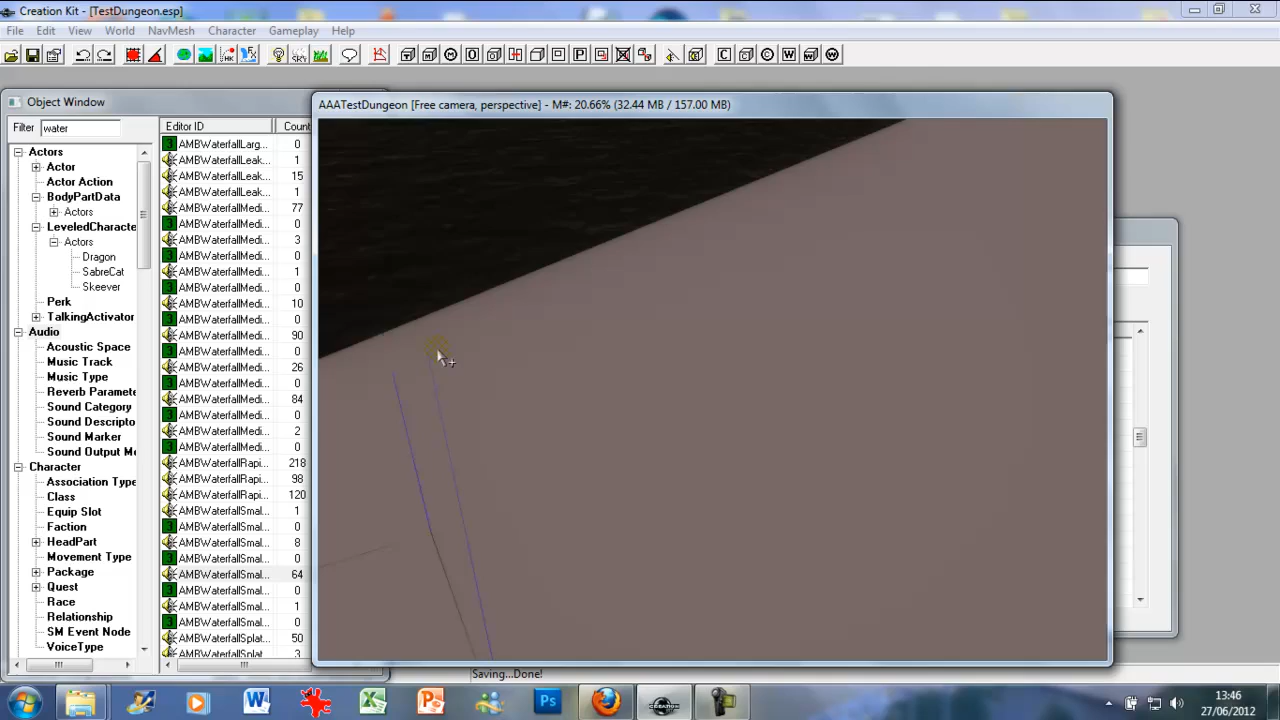 Creation Kit - [TestDungeon.esp]
File Edit View World NavMesh Character Gameplay Help
Object Window
AAATestDungeon [Free camera, perspective] - M#: 20.66% (32.44 MB / 157.00 MB)
Filter water
Editor ID Count
Actors
Actor
Actor Action
BodyPartData
Actors
LeveledCharacte
Actors
Dragon
SabreCat
Skeever
Perk
TalkingActivator
Audio
Acoustic Space
Music Track
Music Type
Reverb Paramete
Sound Category
Sound Descripto
Sound Marker
Sound Output Mo
Character
Association Type
Class
Equip Slot
Faction
HeadPart
Movement Type
Package
Quest
Race
Relationship
SM Event Node
VoiceType
AMBWaterfallLarg... 0
AMBWaterfallLeak... 1
AMBWaterfallLeak... 15
AMBWaterfallLeak... 1
AMBWaterfallMedi... 77
AMBWaterfallMedi... 0
AMBWaterfallMedi... 3
AMBWaterfallMedi... 0
AMBWaterfallMedi... 1
AMBWaterfallMedi... 0
AMBWaterfallMedi... 10
AMBWaterfallMedi... 0
AMBWaterfallMedi... 90
AMBWaterfallMedi... 0
AMBWaterfallMedi... 26
AMBWaterfallMedi... 0
AMBWaterfallMedi... 84
AMBWaterfallMedi... 0
AMBWaterfallMedi... 2
AMBWaterfallMedi... 0
AMBWaterfallRapi... 218
AMBWaterfallRapi... 98
AMBWaterfallRapi... 120
AMBWaterfallSmal... 1
AMBWaterfallSmal... 8
AMBWaterfallSmal... 0
AMBWaterfallSmal... 64
AMBWaterfallSmal... 0
AMBWaterfallSmal... 1
AMBWaterfallSmal... 0
AMBWaterfallSplat... 50
AMBWaterfallSplat... 3
Saving...Done!
13:46
27/06/2012